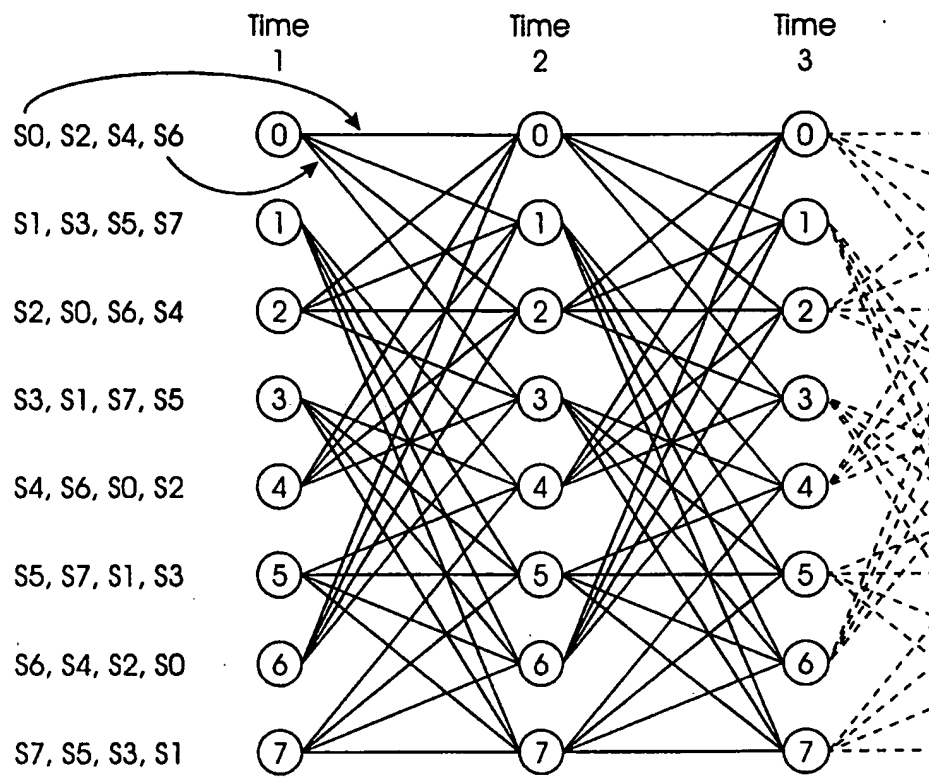 Time Time Time
1 2 3
S0, S2, S4, S6 0 0 0
S1, S3, S5, S7 1 1 1
S2, S0, S6, S4 2 2 2
S3, S1, S7, S5 3 3 3
S4, S6, S0, S2 4 4 4
S5, S7, S1, S3 5 5 5
S6, S4, S2, S0 6 6 6
S7, S5, S3, S1 7 7 7